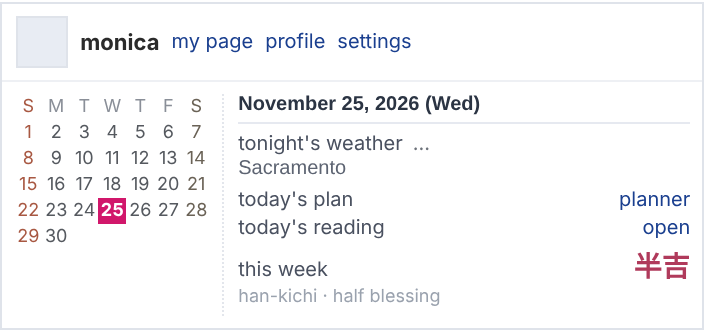 monica my page profile settings
S M T W T F S
1 2 3 4 5 6 7
8 9 10 11 12 13 14
15 16 17 18 19 20 21
22 23 24 25 26 27 28
29 30
November 25, 2026 (Wed)
tonight's weather ...
Sacramento
today's plan planner
today's reading open
this week 半吉
han-kichi · half blessing